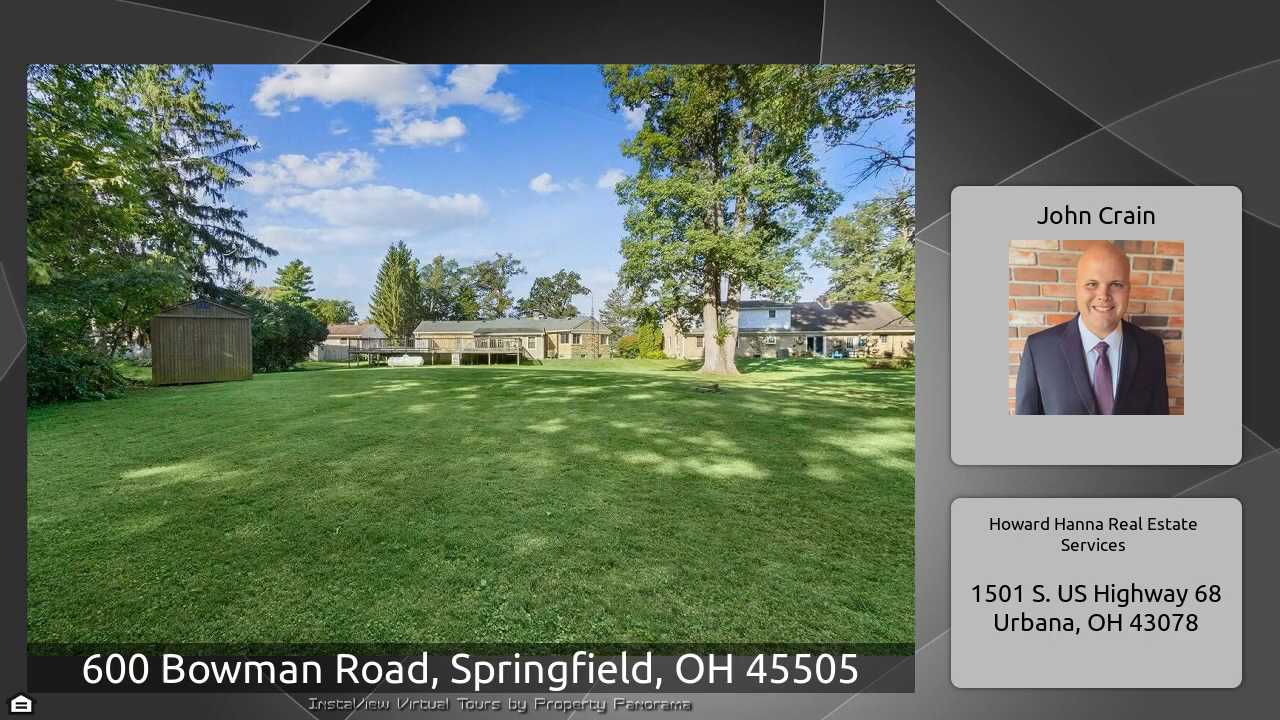 John Crain
Howard Hanna Real Estate
Services
1501 S. US Highway 68
Urbana, OH 43078
600 Bowman Road, Springfield, OH 45505
InstaView Virtual Tours by Property Panorama